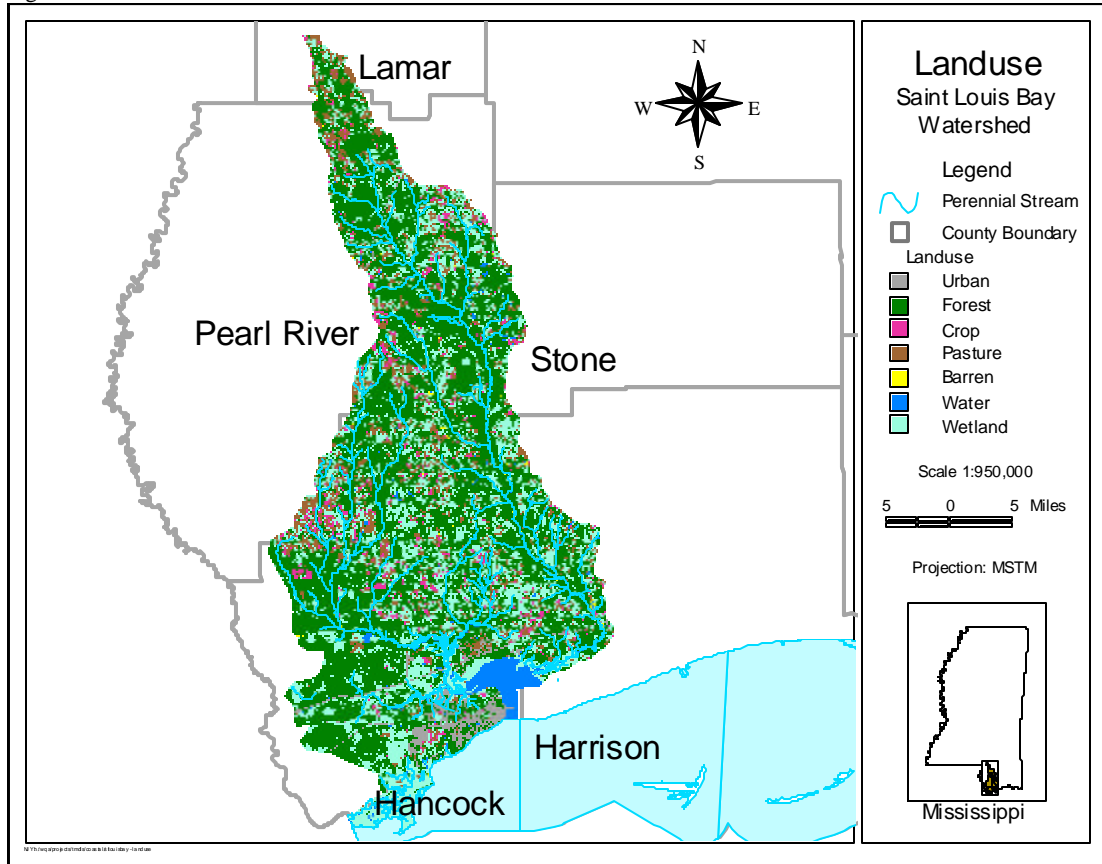 Lamar
N
W
E
S
Pearl River
Stone
Harrison
Hancock
Landuse
Saint Louis Bay
Watershed
Legend
Perennial Stream
County Boundary
Landuse
Urban
Forest
Crop
Pasture
Barren
Water
Wetland
Scale 1:950,000
5 0 5 Miles
Projection: MSTM
Mississippi